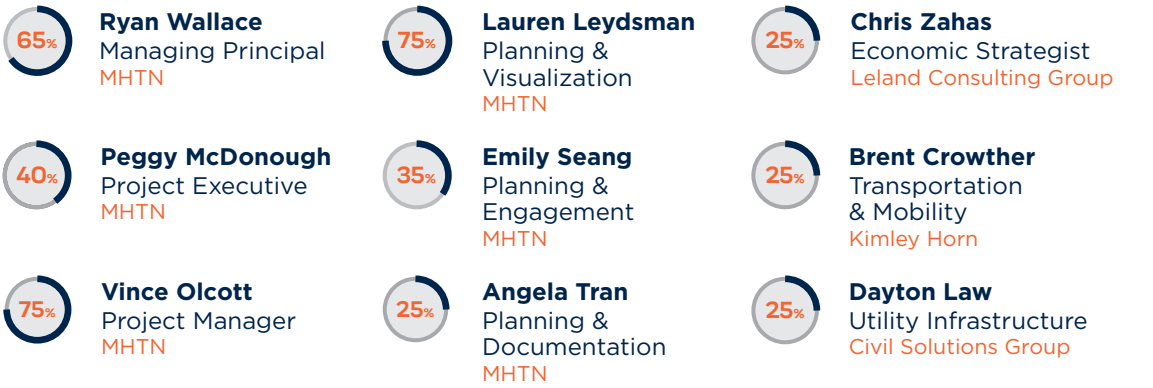 65%
Ryan Wallace
Managing Principal
MHTN
75%
Lauren Leydsman
Planning &
Visualization
MHTN
25%
Chris Zahas
Economic Strategist
Leland Consulting Group
40%
Peggy McDonough
Project Executive
MHTN
35%
Emily Seang
Planning &
Engagement
MHTN
25%
Brent Crowther
Transportation
& Mobility
Kimley Horn
75%
Vince Olcott
Project Manager
MHTN
25%
Angela Tran
Planning &
Documentation
MHTN
25%
Dayton Law
Utility Infrastructure
Civil Solutions Group